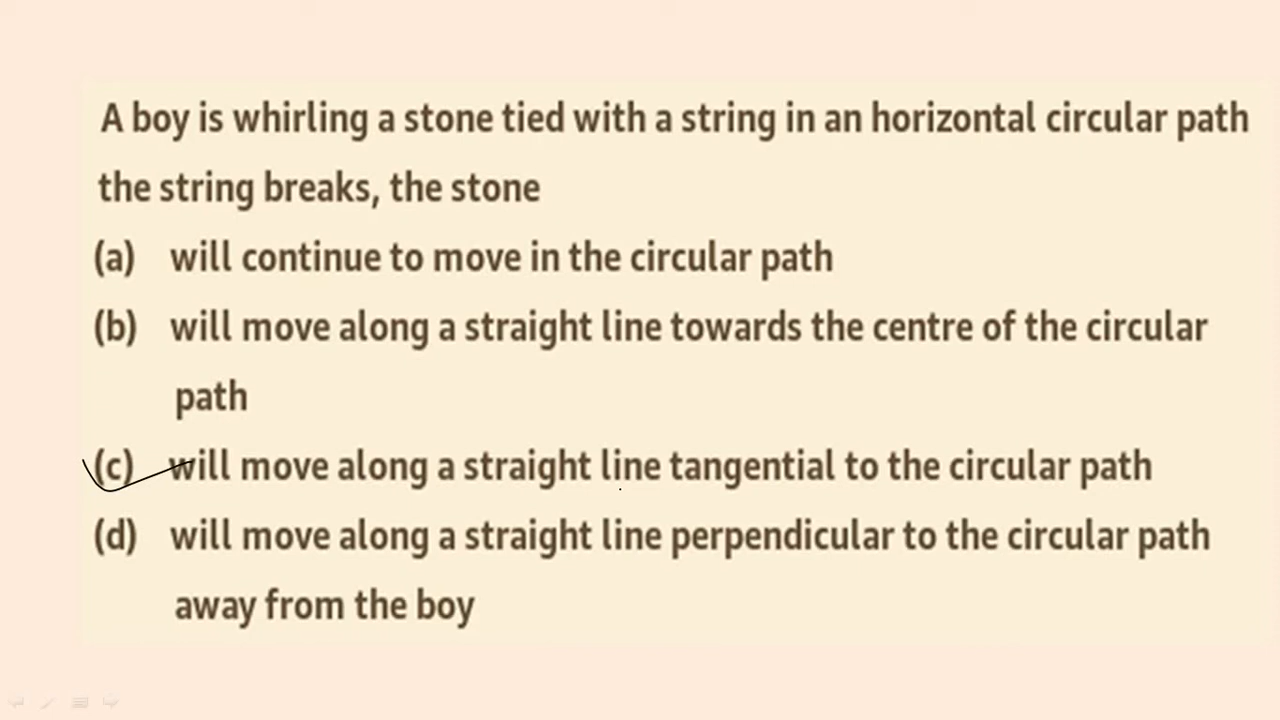 A boy is whirling a stone tied with a string in an horizontal circular path
the string breaks, the stone
(a) will continue to move in the circular path
(b) will move along a straight line towards the centre of the circular
path
(c) will move along a straight line tangential to the circular path
(d) will move along a straight line perpendicular to the circular path
away from the boy